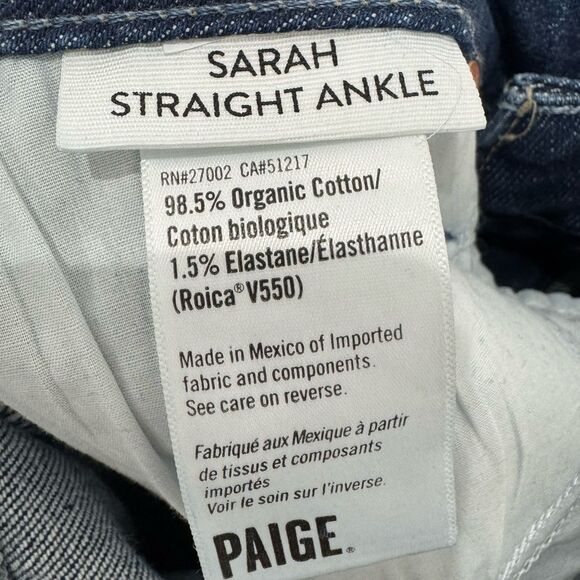 SARAH
STRAIGHT ANKLE
RN#27002 CA#51217
98.5% Organic Cotton/
Coton biologique
1.5% Elastane/Élasthanne
(Roica® V550)
Made in Mexico of Imported
fabric and components.
See care on reverse.
Fabriqué aux Mexique à partir
de tissus et composants
importés
Voir le soin sur l'inverse.
PAIGE®